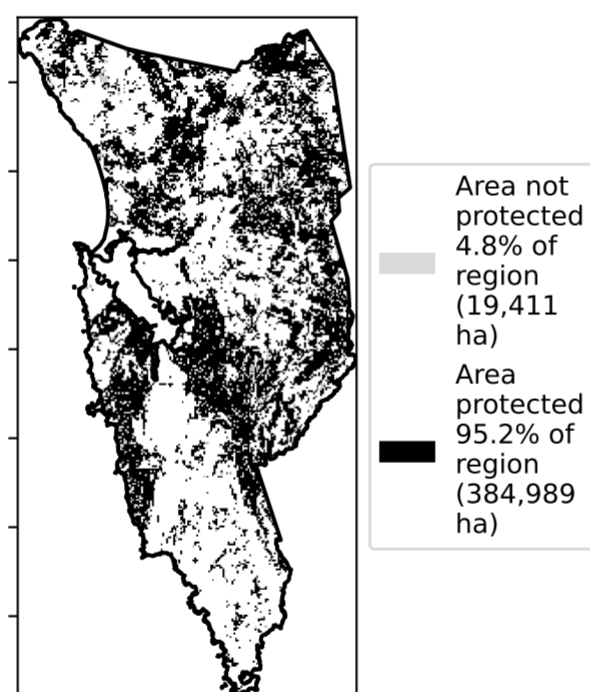 Area not
protected
4.8% of
region
(19,411
ha)
Area
protected
95.2% of
region
(384,989
ha)